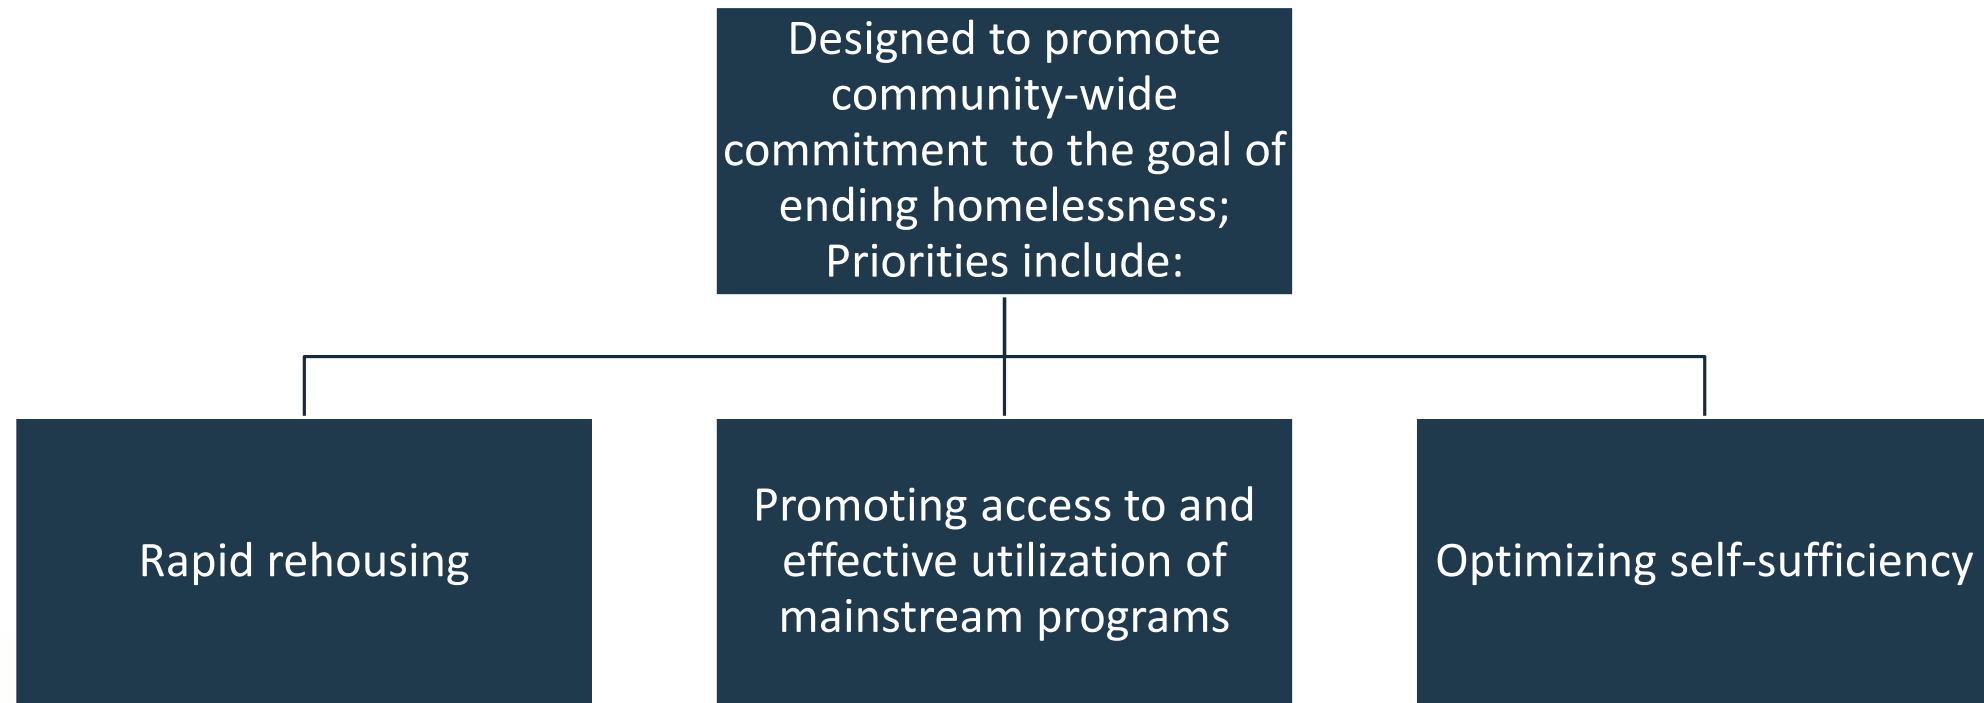 Designed to promote
community-wide
commitment  to the goal of
ending homelessness;
Priorities include:
Rapid rehousing
Promoting access to and
effective utilization of
mainstream programs
Optimizing self-sufficiency